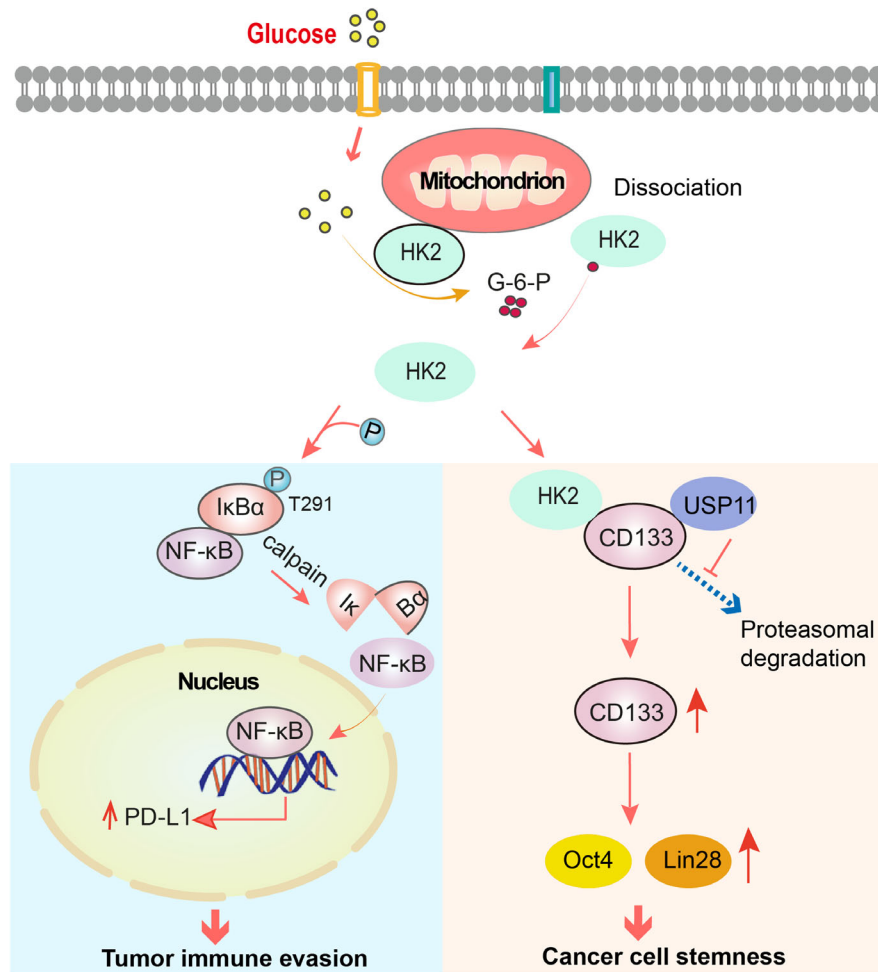 Glucose
Mitochondrion
Dissociation
HK2
HK2
G-6-P
HK2
P
P
IκBα
T291
NF-κB
calpain
Iκ
Bα
NF-κB
Nucleus
NF-κB
PD-L1
Tumor immune evasion
HK2
USP11
CD133
Proteasomal
degradation
CD133
Oct4
Lin28
Cancer cell stemness